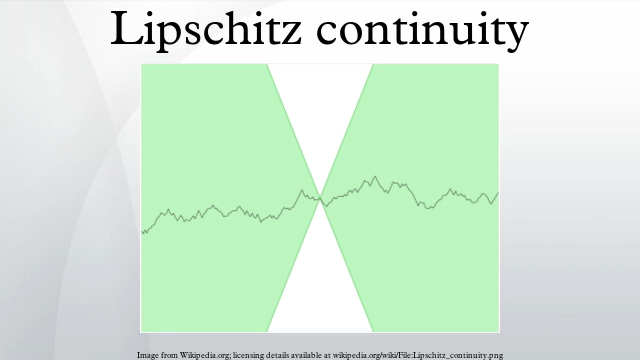 Lipschitz continuity
Image from Wikipedia.org; licensing details available at wikipedia.org/wiki/File:Lipschitz_continuity.png